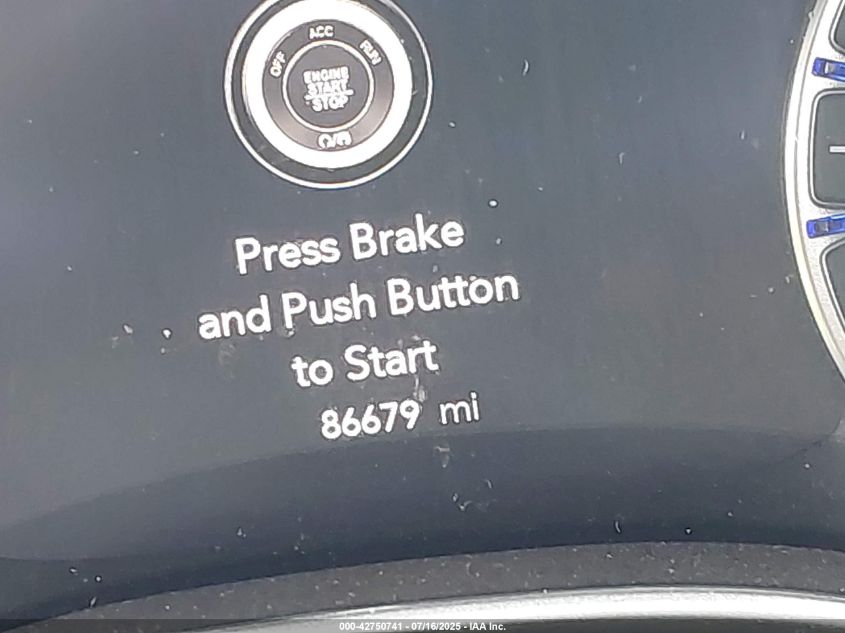 ACC
OFF RUN
ENGINE
START
STOP
Press Brake
and Push Button
to Start
86679 mi
000-42750741 - 07/16/2025 - IAA Inc.